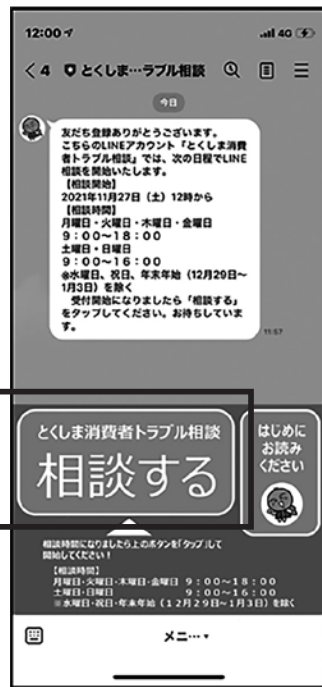 12:00
4G
4 とくしま…ラブル相談
今日
友だち登録ありがとうございます。
こちらのLINEアカウント「とくしま消費
者トラブル相談」では、次の日程でLINE
相談を開始いたします。
【相談開始】
2021年11月27日(土)12時から
【相談時間】
月曜日・火曜日・木曜日・金曜日
9:00~18:00
土曜日・日曜日
9:00~16:00
※水曜日、祝日、年末年始(12月29日~
1月3日)を除く
受付開始になりましたら「相談する」
をタップしてください。お待ちしていま
す。
11:57
とくしま消費者トラブル相談
相談する
はじめに
お読み
ください
相談時間になりましたら上のボタンを「タップ」して
開始してください!
【相談時間】
月曜日・火曜日・木曜日・金曜日 9:00~18:00
土曜日・日曜日 9:00~16:00
※水曜日・祝日・年末年始(12月29日~1月3日)を除く
メニ…▼